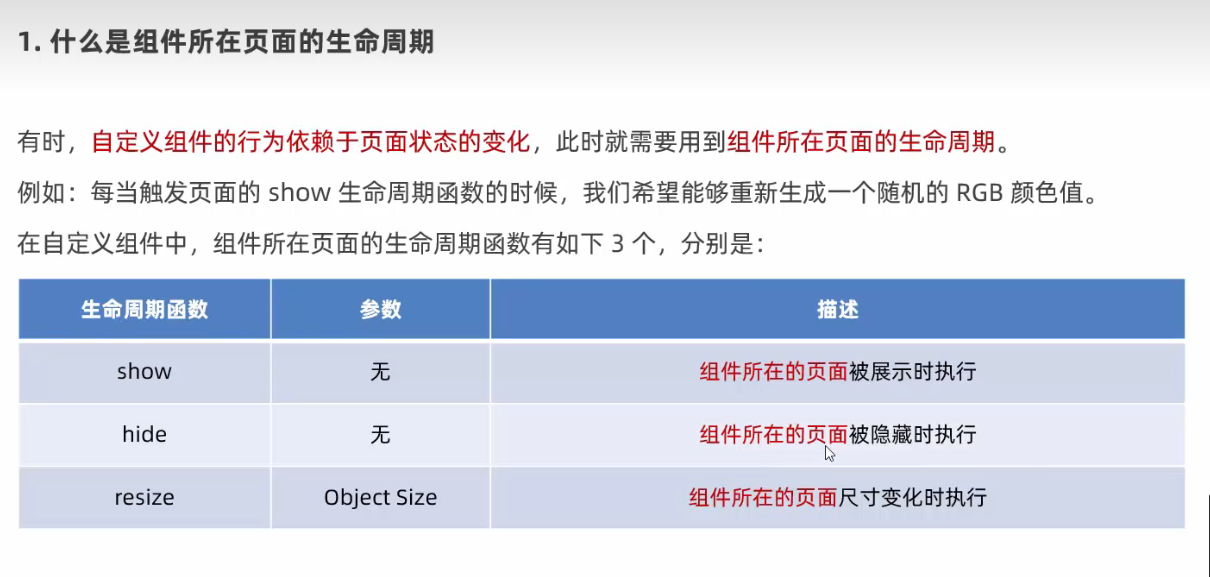 1. 什么是组件所在页面的生命周期
有时，自定义组件的行为依赖于页面状态的变化，此时就需要用到组件所在页面的生命周期。
例如：每当触发页面的 show 生命周期函数的时候，我们希望能够重新生成一个随机的 RGB 颜色值。
在自定义组件中，组件所在页面的生命周期函数有如下 3 个，分别是：
生命周期函数 参数 描述
show 无 组件所在的页面被展示时执行
hide 无 组件所在的页面被隐藏时执行
resize Object Size 组件所在的页面尺寸变化时执行